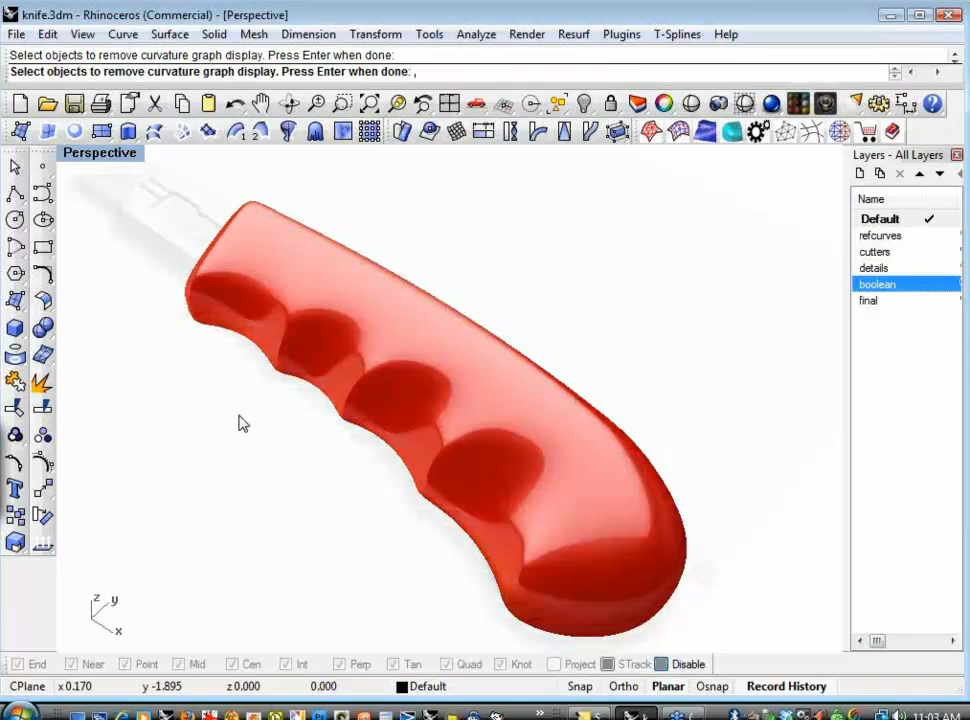 knife.3dm - Rhinoceros (Commercial) - [Perspective]
File Edit View Curve Surface Solid Mesh Dimension Transform Tools Analyze Render Resurf Plugins T-Splines Help
Select objects to remove curvature graph display. Press Enter when done:
Select objects to remove curvature graph display. Press Enter when done: ,
Perspective
Layers - All Layers
Name
Default
refcurves
cutters
details
boolean
final
z y
x
End Near Point Mid Cen Int Perp Tan Quad Knot Project STrack Disable
CPlane x 0.170 y -1.895 z 0.000 0.000 Default Snap Ortho Planar Osnap Record History
11:03 AM